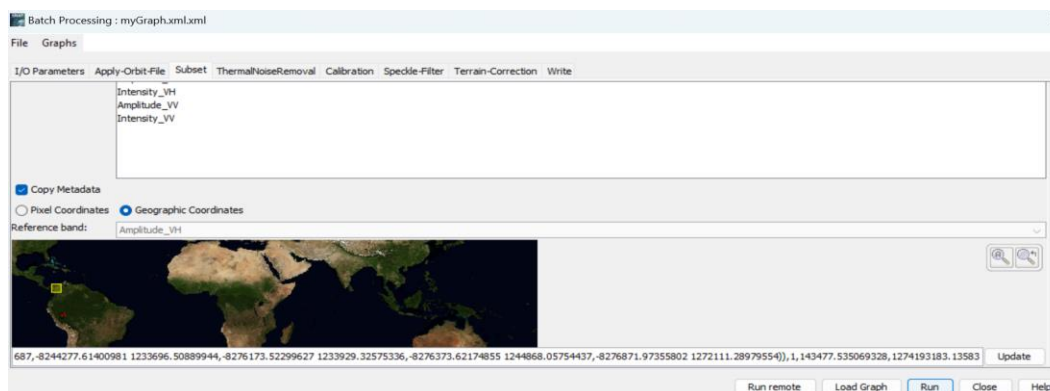 Batch Processing : myGraph.xml.xml
File Graphs
I/O Parameters Apply-Orbit-File Subset ThermalNoiseRemoval Calibration Speckle-Filter Terrain-Correction Write
Intensity_VH
Amplitude_VV
Intensity_VV
Copy Metadata
Pixel Coordinates Geographic Coordinates
Reference band: Amplitude_VH
687,-8244277.61400981 1233696.50889944,-8276173.52299627 1233929.32575336,-8276373.62174855 1244868.05754437,-8276871.97355802 1272111.28979554)),1,143477.535069328,1274193183.13583 Update
Run remote Load Graph Run Close Help